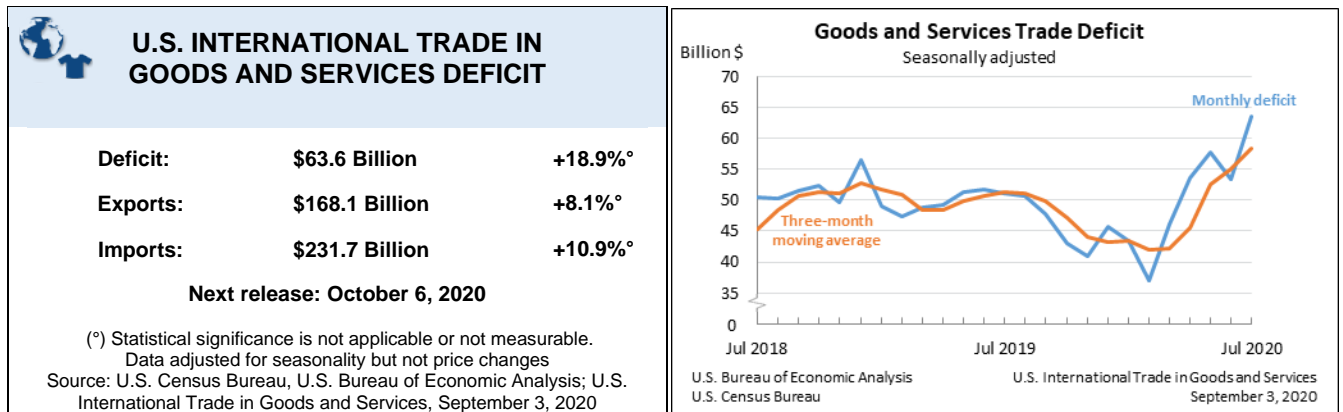 U.S. INTERNATIONAL TRADE IN
GOODS AND SERVICES DEFICIT
Deficit: $63.6 Billion +18.9%°
Exports: $168.1 Billion +8.1%°
Imports: $231.7 Billion +10.9%°
Next release: October 6, 2020
(°) Statistical significance is not applicable or not measurable.
Data adjusted for seasonality but not price changes
Source: U.S. Census Bureau, U.S. Bureau of Economic Analysis; U.S.
International Trade in Goods and Services, September 3, 2020
Goods and Services Trade Deficit
Billion $
Seasonally adjusted
70
65
60
55
50
45
40
35
0
Monthly deficit
Three-month
moving average
Jul 2018 Jul 2019 Jul 2020
U.S. Bureau of Economic Analysis U.S. International Trade in Goods and Services
U.S. Census Bureau September 3, 2020